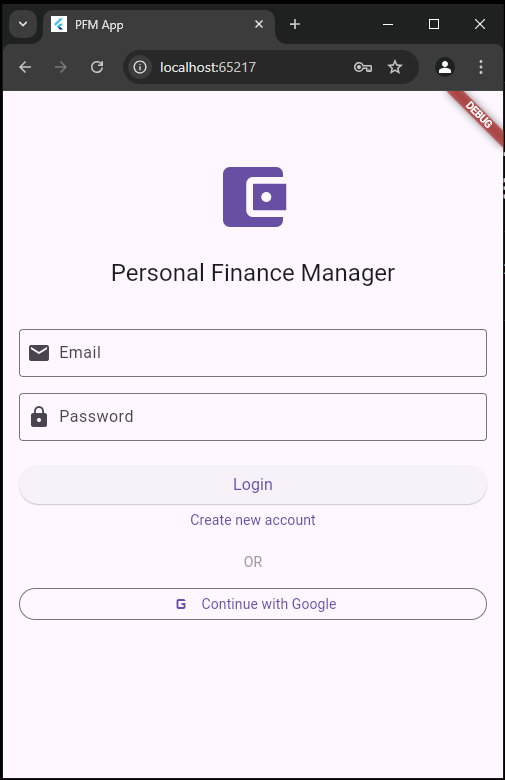 PFM App
localhost:65217
DEBUG
Personal Finance Manager
Email
Password
Login
Create new account
OR
G Continue with Google